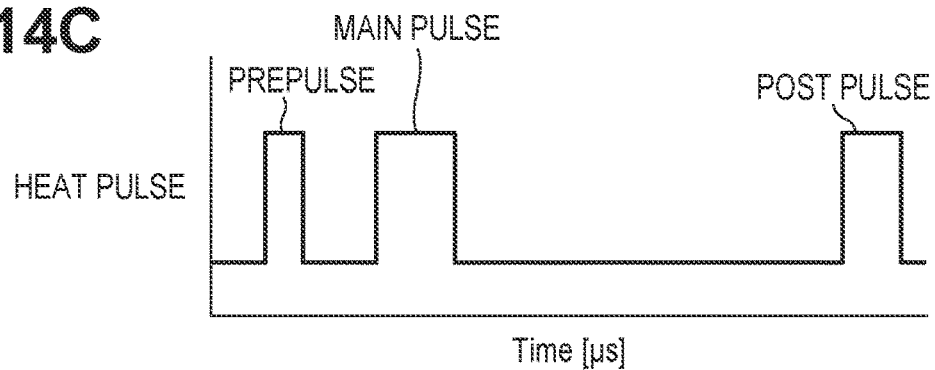 14C
MAIN PULSE
PREPULSE
POST PULSE
HEAT PULSE
Time [µs]